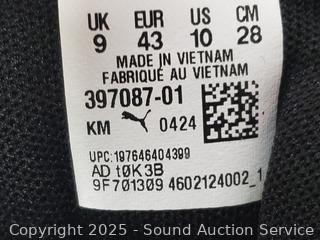 UK EUR US CM
9 43 10 28
MADE IN VIETNAM
FABRIQUÉ AU VIETNAM
397087-01
KM 0424
UPC:197646404399
AD t0K3B
9F701309 4602124002_1
Copyright 2025 - Sound Auction Service